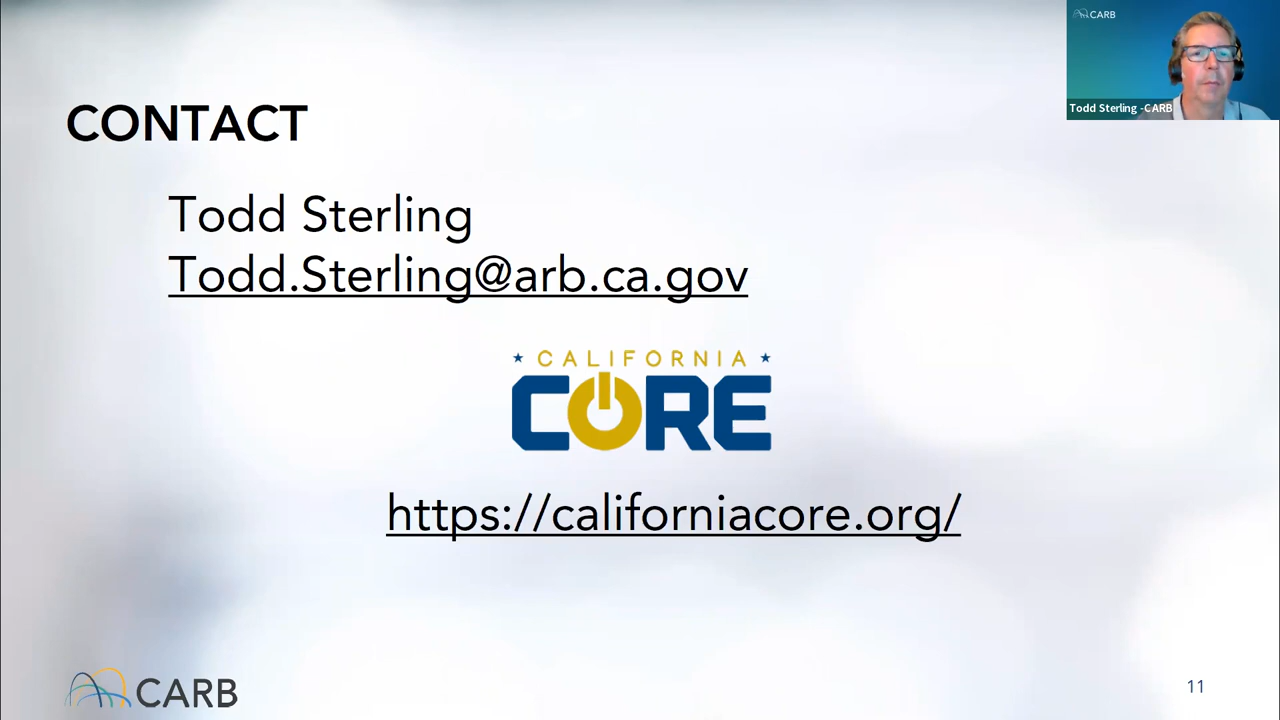 CARB
Todd Sterling -CARB
CONTACT
Todd Sterling
Todd.Sterling@arb.ca.gov
CALIFORNIA
CORE
https://californiacore.org/
CARB
11